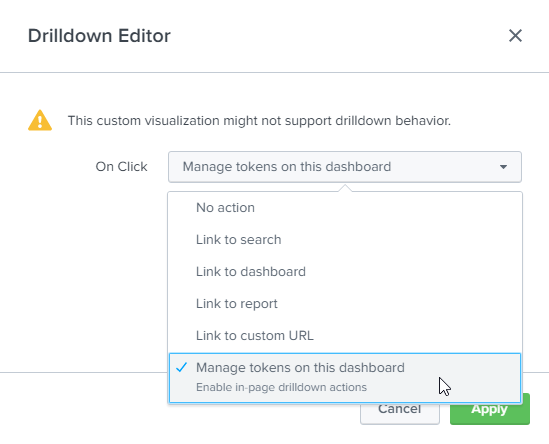 Drilldown Editor
This custom visualization might not support drilldown behavior.
On Click
Manage tokens on this dashboard
No action
Link to search
Link to dashboard
Link to report
Link to custom URL
Manage tokens on this dashboard
Enable in-page drilldown actions
Cancel
Apply